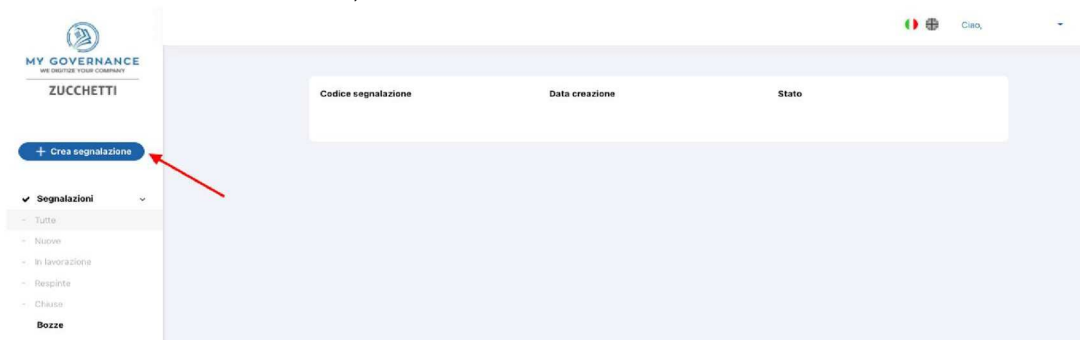 Ciao,
MY GOVERNANCE
WE DIGITIZE YOUR COMPANY
ZUCCHETTI
Codice segnalazione Data creazione Stato
+ Crea segnalazione
Segnalazioni
- Tutte
- Nuove
- In lavorazione
- Respinte
- Chiuse
Bozze